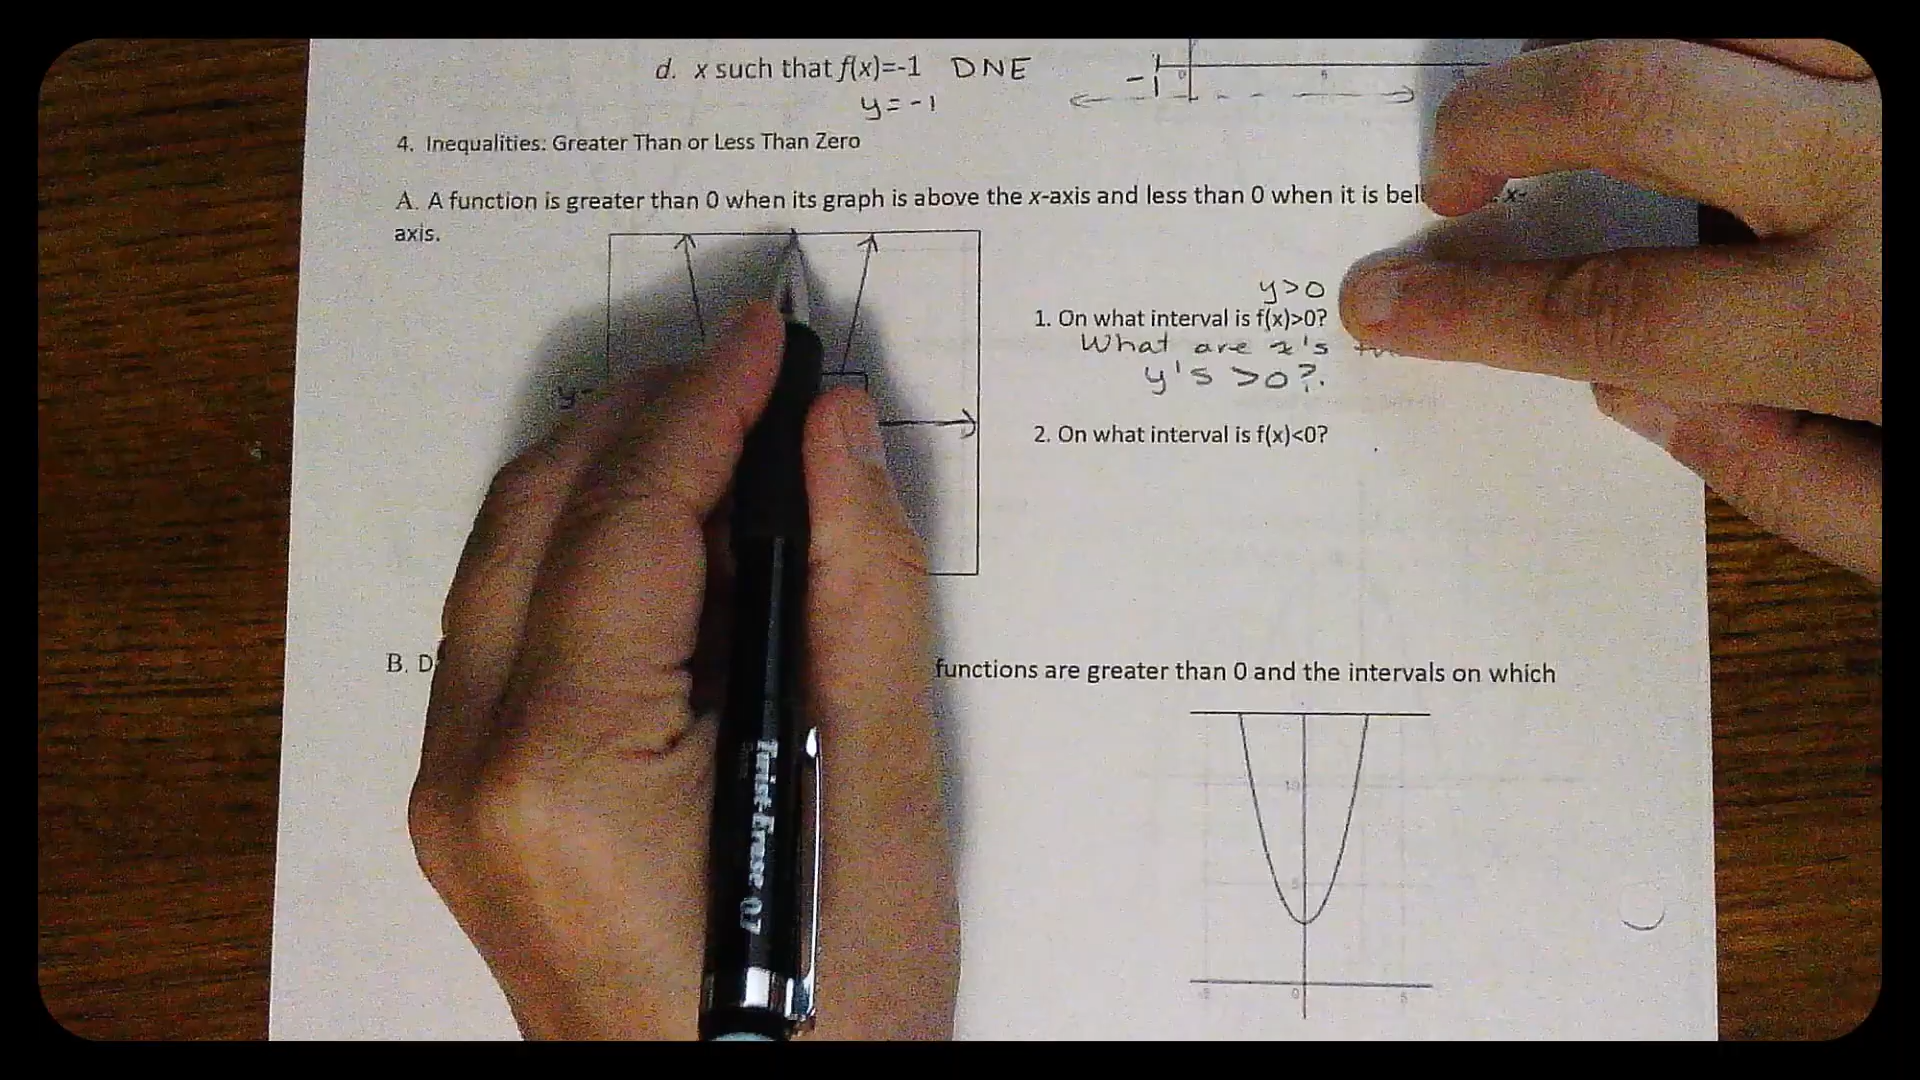 d. x such that f(x)=-1 DNE
y = -1
-1
0
5
4. Inequalities: Greater Than or Less Than Zero
A. A function is greater than 0 when its graph is above the x-axis and less than 0 when it is x-
axis.
y>0
1. On what interval is f(x)>0?
What are x's
y's >0?
y=
2. On what interval is f(x)<0?
B.
functions are greater than 0 and the intervals on which
10
5
-5
0
5
Twist-Erase 0.7